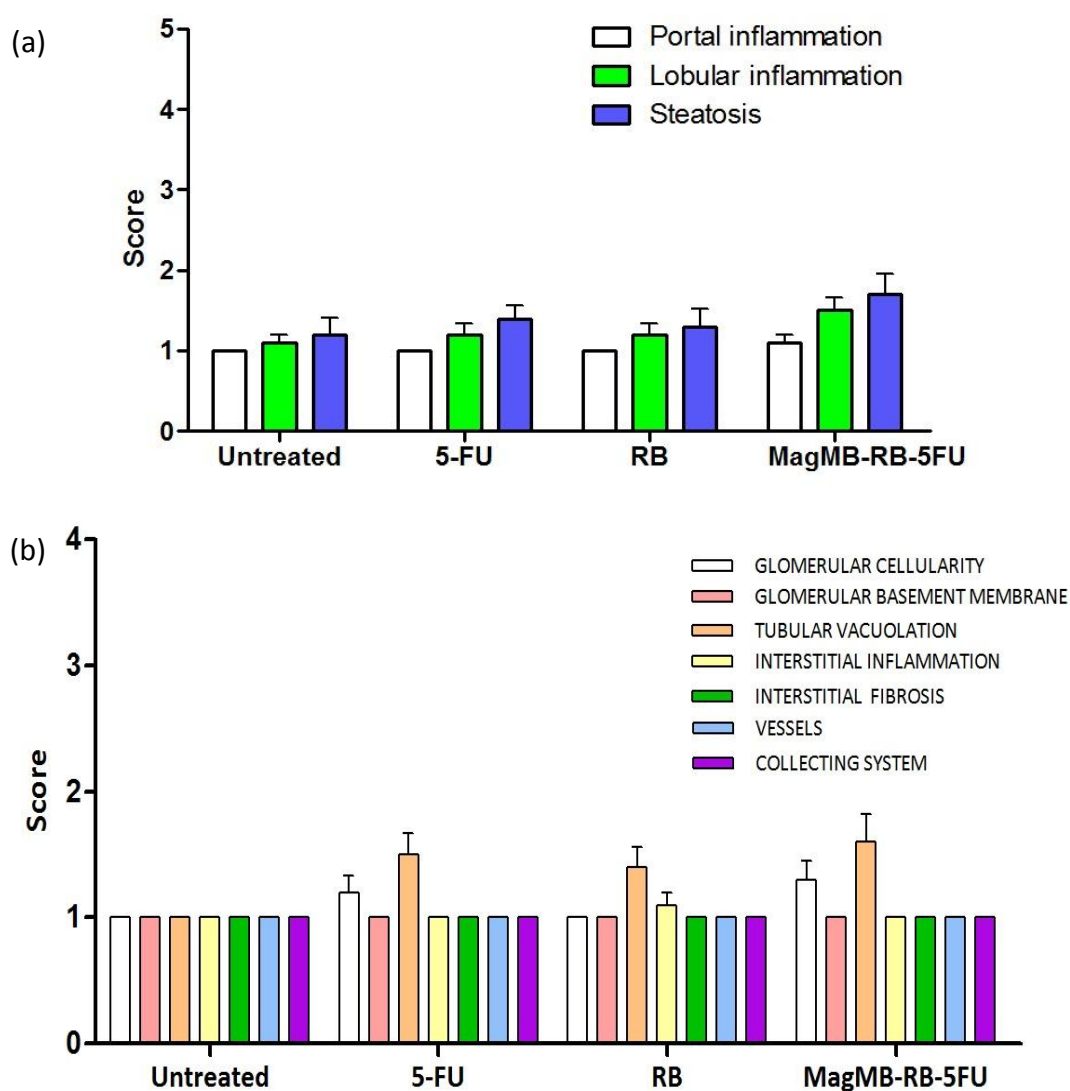 (a)
5
4
3
2
1
0
Score
Portal inflammation
Lobular inflammation
Steatosis
Untreated 5-FU RB MagMB-RB-5FU
(b)
4
3
2
1
0
Score
GLOMERULAR CELLULARITY
GLOMERULAR BASEMENT MEMBRANE
TUBULAR VACUOLATION
INTERSTITIAL INFLAMMATION
INTERSTITIAL FIBROSIS
VESSELS
COLLECTING SYSTEM
Untreated 5-FU RB MagMB-RB-5FU